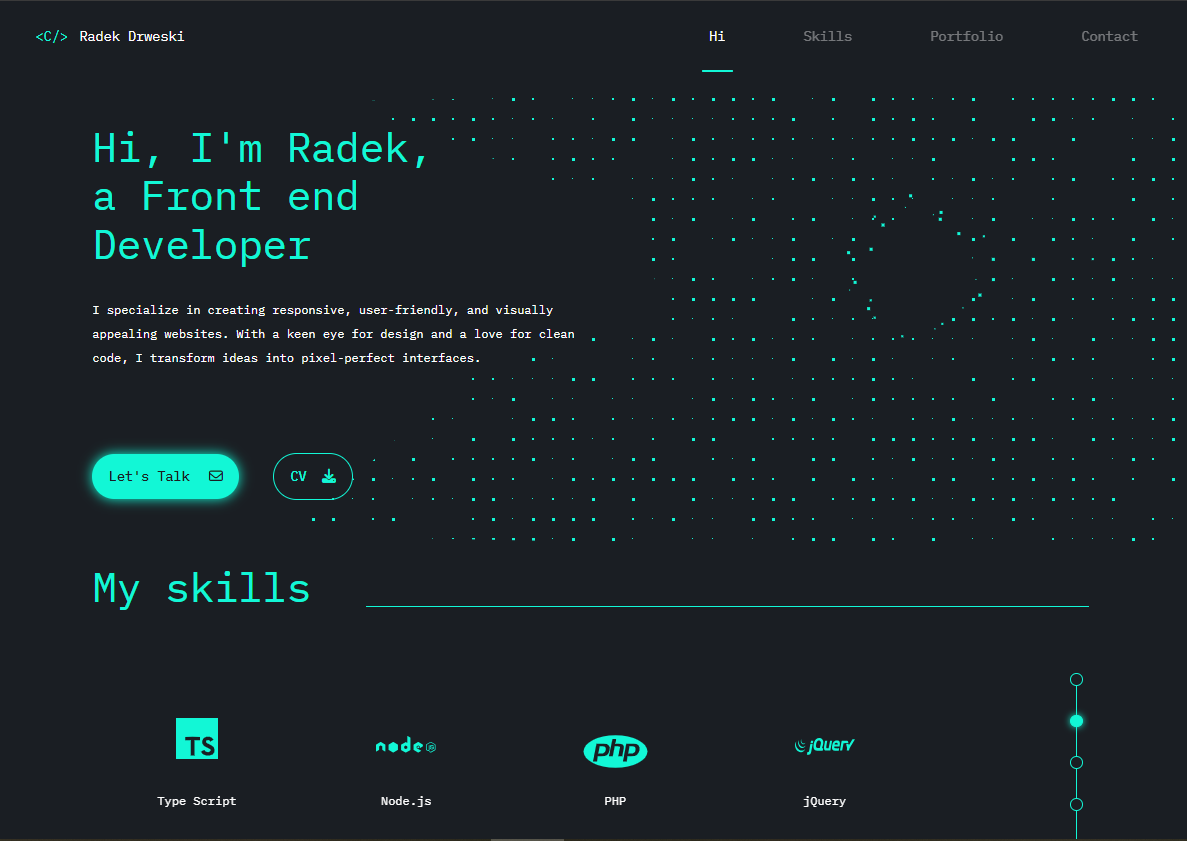 <C/> Radek Drweski
Hi Skills Portfolio Contact
Hi, I'm Radek,
a Front end
Developer
I specialize in creating responsive, user-friendly, and visually
appealing websites. With a keen eye for design and a love for clean
code, I transform ideas into pixel-perfect interfaces.
Let's Talk
CV
My skills
TS
node
php
jQuery
Type Script
Node.js
PHP
jQuery